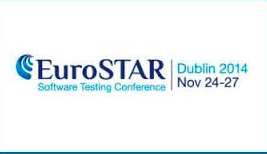 EuroSTAR
Software Testing Conference
Dublin 2014
Nov 24-27